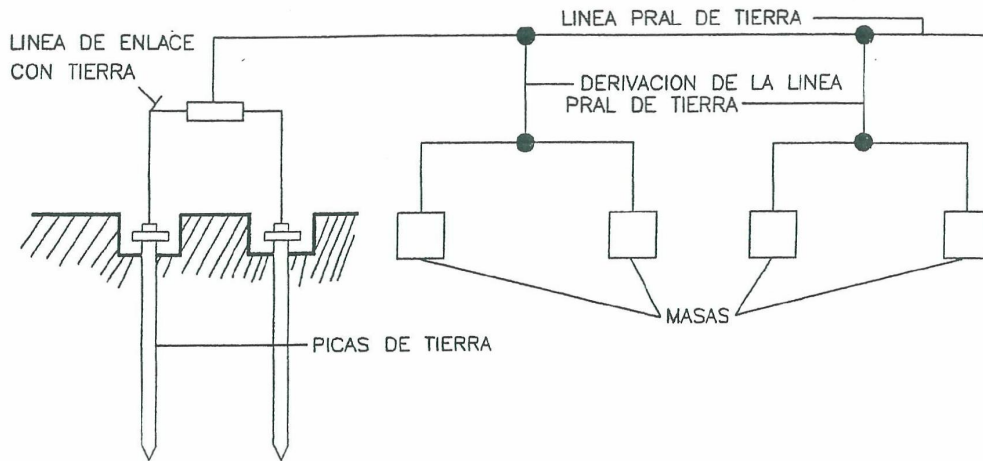 LINEA PRAL DE TIERRA
LINEA DE ENLACE
CON TIERRA
DERIVACION DE LA LINEA
PRAL DE TIERRA
MASAS
PICAS DE TIERRA